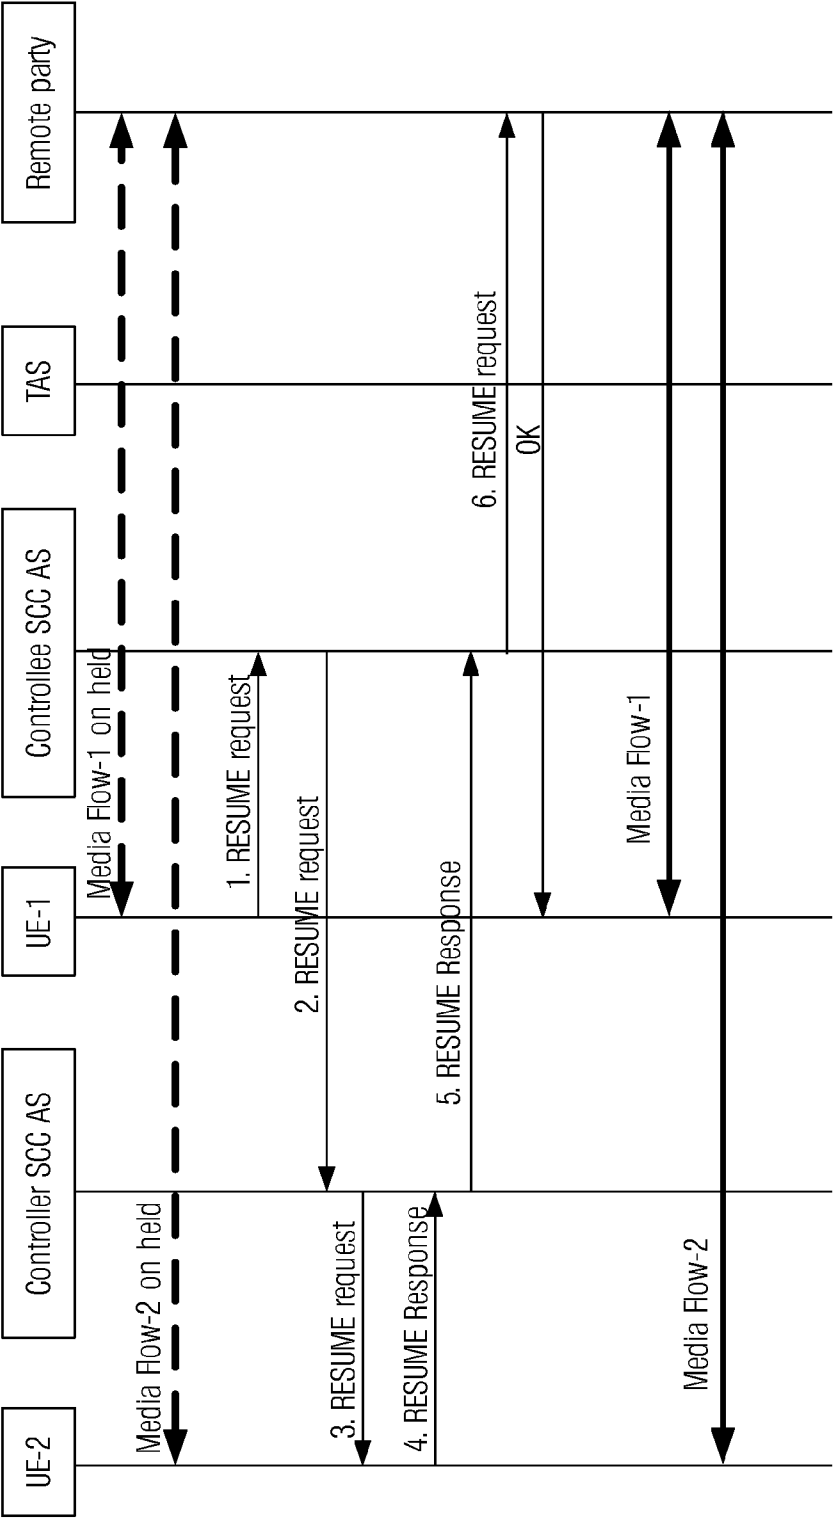 UE-2
Controller SCC AS
UE-1
Controllee SCC AS
TAS
Remote party
Media Flow-1 on held
Media Flow-2 on held
1. RESUME request
2. RESUME request
3. RESUME request
4. RESUME Response
5. RESUME Response
6. RESUME request
OK
Media Flow-1
Media Flow-2